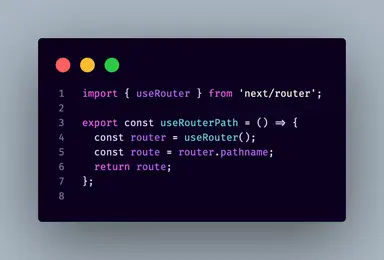 1 import { useRouter } from 'next/router';
2
3 export const useRouterPath = () => {
4   const router = useRouter();
5   const route = router.pathname;
6   return route;
7 };
8